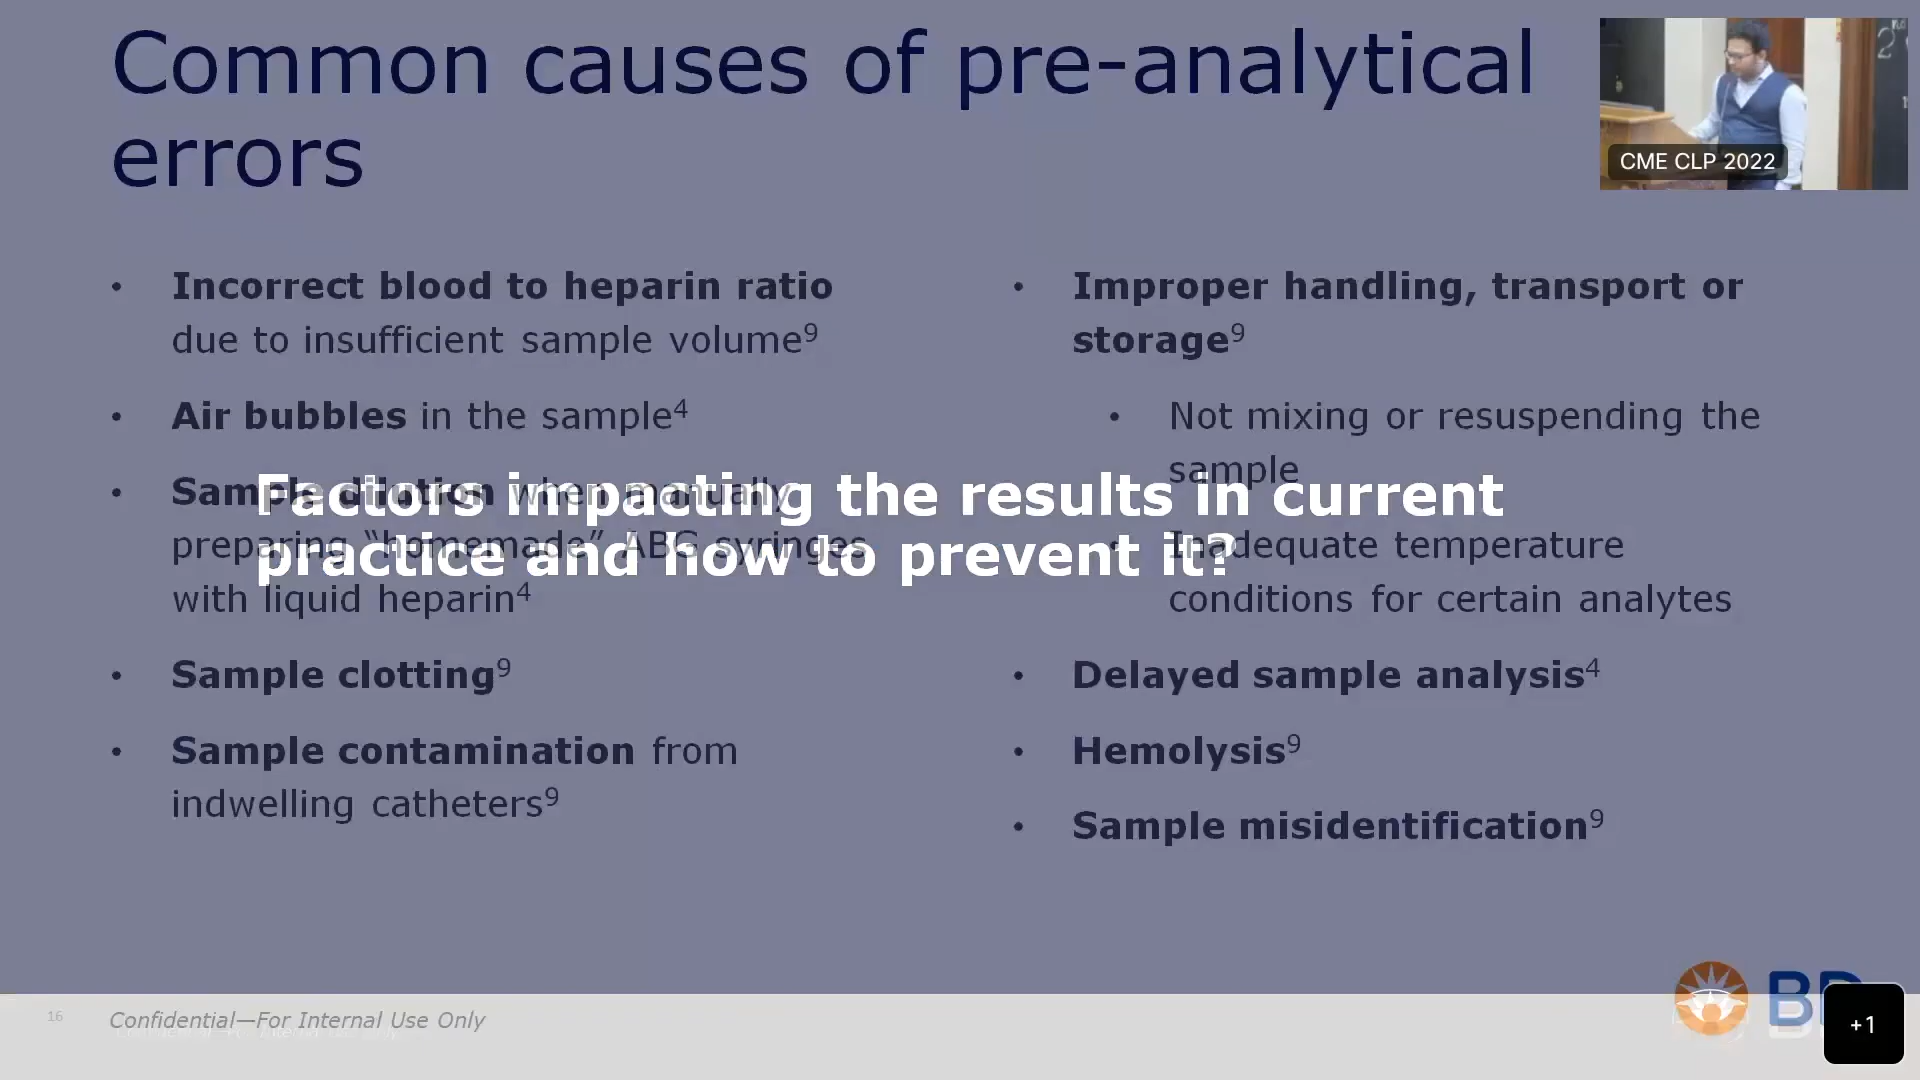 Common causes of pre-analytical
errors
CME CLP 2022
• Incorrect blood to heparin ratio
due to insufficient sample volume⁹
• Air bubbles in the sample⁴
• Sample dilution when manually
preparing “homemade” ABG syringes
with liquid heparin⁴
• Sample clotting⁹
• Sample contamination from
indwelling catheters⁹
• Improper handling, transport or
storage⁹
• Not mixing or resuspending the
sample
• Inadequate temperature
conditions for certain analytes
• Delayed sample analysis⁴
• Hemolysis⁹
• Sample misidentification⁹
Factors impacting the results in current
practice and how to prevent it?
16
Confidential—For Internal Use Only
BD
+1